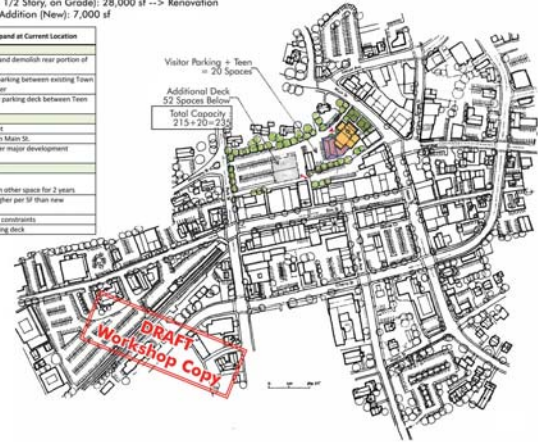 1/2 Story, on Grade): 28,000 sf --> Renovation
Addition (New): 7,000 sf
pand at Current Location
and demolish rear portion of
arking between existing Town
er
parking deck between Teen
t
n Main St.
er major development
n other space for 2 years
gher per SF than new
constraints
ing deck
Visitor Parking + Teen
= 20 Spaces
Additional Deck
52 Spaces Below
Total Capacity
215+20=235
DRAFT
Workshop Copy